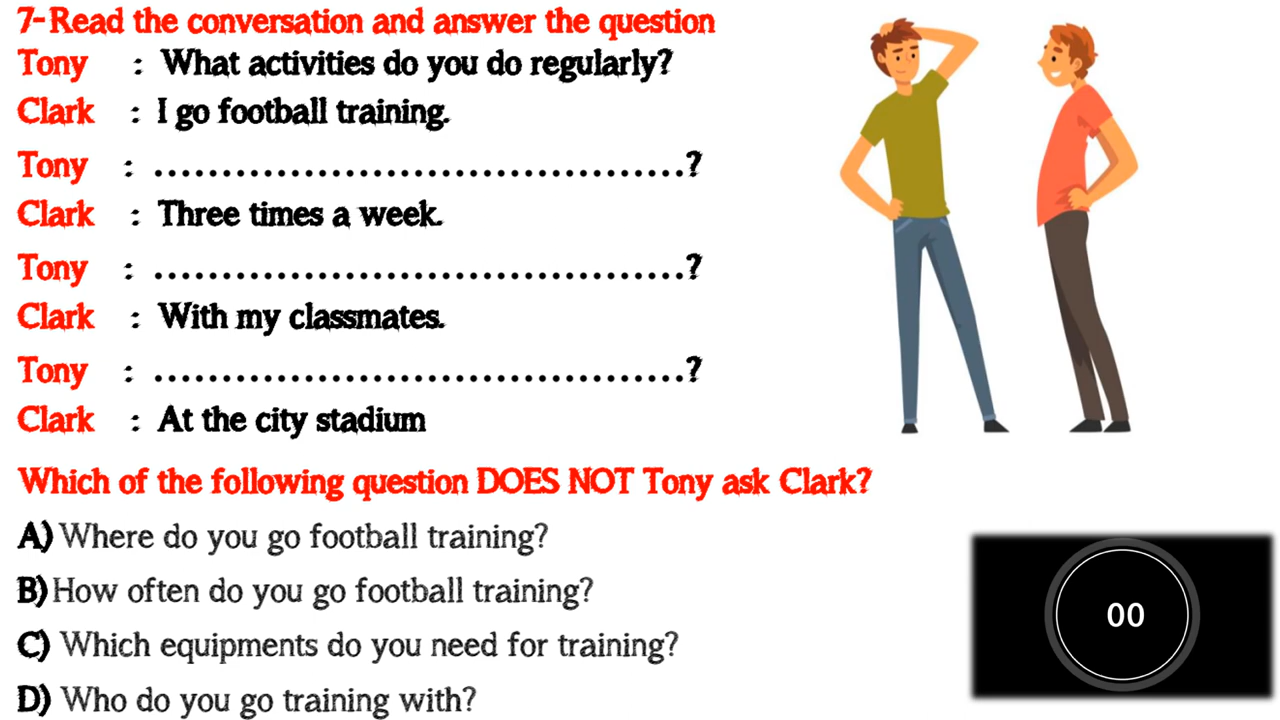 7-Read the conversation and answer the question
Tony : What activities do you do regularly?
Clark : I go football training.
Tony : .......................................?
Clark : Three times a week.
Tony : .......................................?
Clark : With my classmates.
Tony : .......................................?
Clark : At the city stadium
Which of the following question DOES NOT Tony ask Clark?
A) Where do you go football training?
B) How often do you go football training?
C) Which equipments do you need for training?
D) Who do you go training with?
00